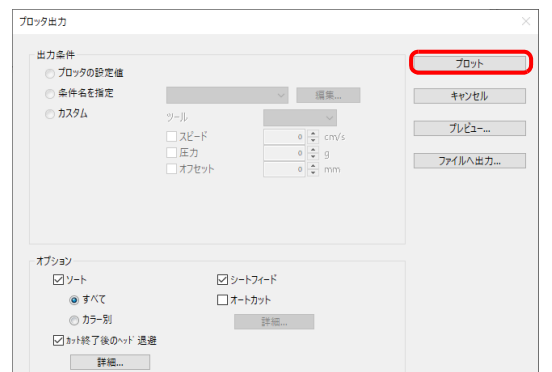 プロッタ出力
出力条件
プロッタの設定値
条件名を指定
編集...
カスタム
ツール
スピード
0
cm/s
圧力
0
g
オフセット
0
mm
プロット
キャンセル
プレビュー...
ファイルへ出力...
オプション
ソート
すべて
カラー別
カット終了後のヘッド退避
詳細...
シートフィード
オートカット
詳細...